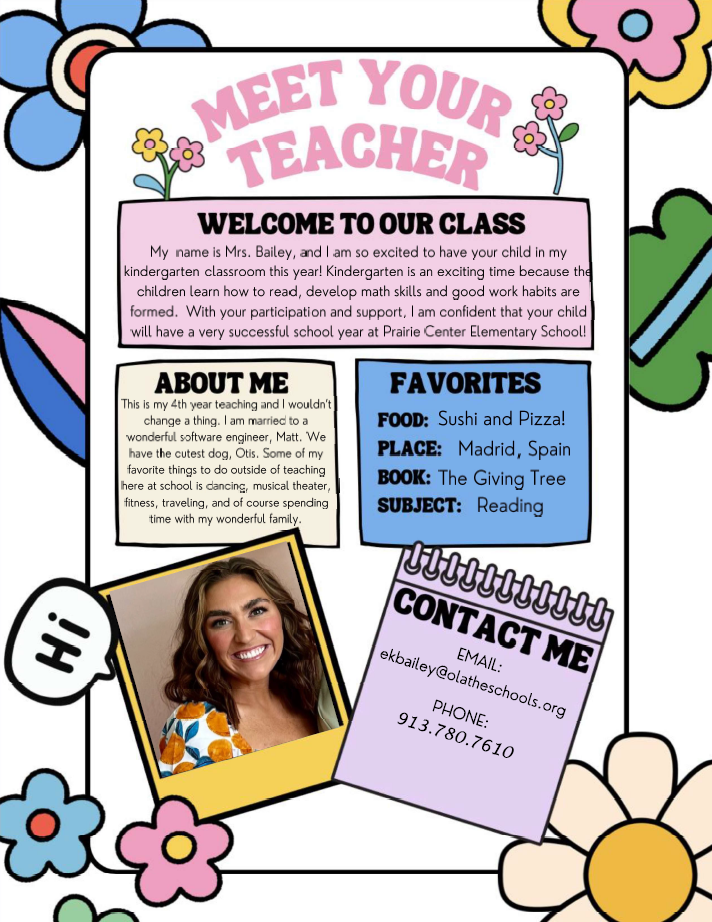 MEET YOUR
TEACHER
WELCOME TO OUR CLASS
My name is Mrs. Bailey, and I am so excited to have your child in my
kindergarten classroom this year! Kindergarten is an exciting time because the
children learn how to read, develop math skills and good work habits are
formed. With your participation and support, I am confident that your child
will have a very successful school year at Prairie Center Elementary School!
ABOUT ME
This is my 4th year teaching and I wouldn't
change a thing. I am married to a
wonderful software engineer, Matt. We
have the cutest dog, Otis. Some of my
favorite things to do outside of teaching
here at school is dancing, musical theater,
fitness, traveling, and of course spending
time with my wonderful family.
FAVORITES
FOOD: Sushi and Pizza!
PLACE: Madrid, Spain
BOOK: The Giving Tree
SUBJECT: Reading
Hi
CONTACT ME
EMAIL:
ekbailey@olatheschools.org
PHONE:
913.780.7610